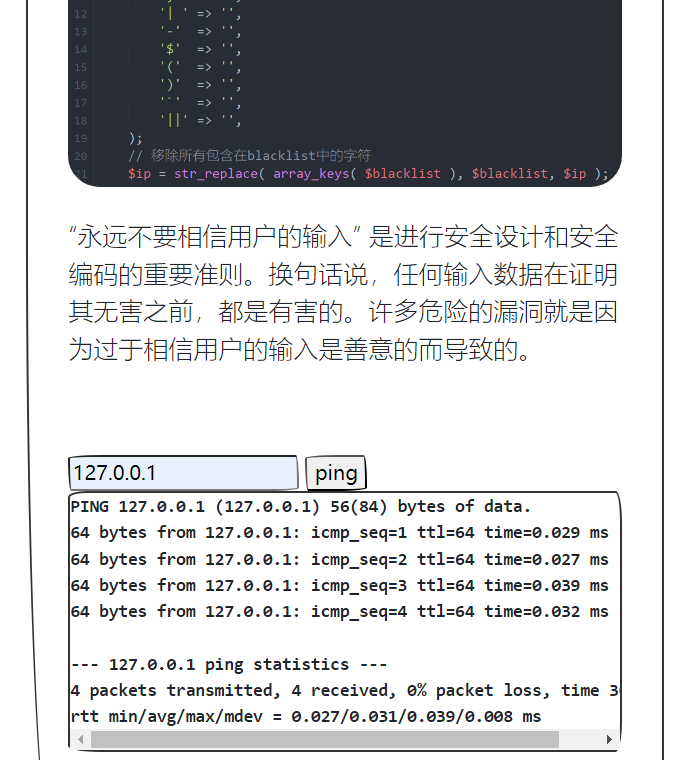 12 '| ' => '',
13 '-' => '',
14 '$' => '',
15 '(' => '',
16 ')' => '',
17 '`' => '',
18 '||' => '',
19 );
20 // 移除所有包含在blacklist中的字符
21 $ip = str_replace( array_keys( $blacklist ), $blacklist, $ip );
“永远不要相信用户的输入” 是进行安全设计和安全
编码的重要准则。换句话说，任何输入数据在证明
其无害之前，都是有害的。许多危险的漏洞就是因
为过于相信用户的输入是善意的而导致的。
127.0.0.1 ping
PING 127.0.0.1 (127.0.0.1) 56(84) bytes of data.
64 bytes from 127.0.0.1: icmp_seq=1 ttl=64 time=0.029 ms
64 bytes from 127.0.0.1: icmp_seq=2 ttl=64 time=0.027 ms
64 bytes from 127.0.0.1: icmp_seq=3 ttl=64 time=0.039 ms
64 bytes from 127.0.0.1: icmp_seq=4 ttl=64 time=0.032 ms
--- 127.0.0.1 ping statistics ---
4 packets transmitted, 4 received, 0% packet loss, time 3
rtt min/avg/max/mdev = 0.027/0.031/0.039/0.008 ms